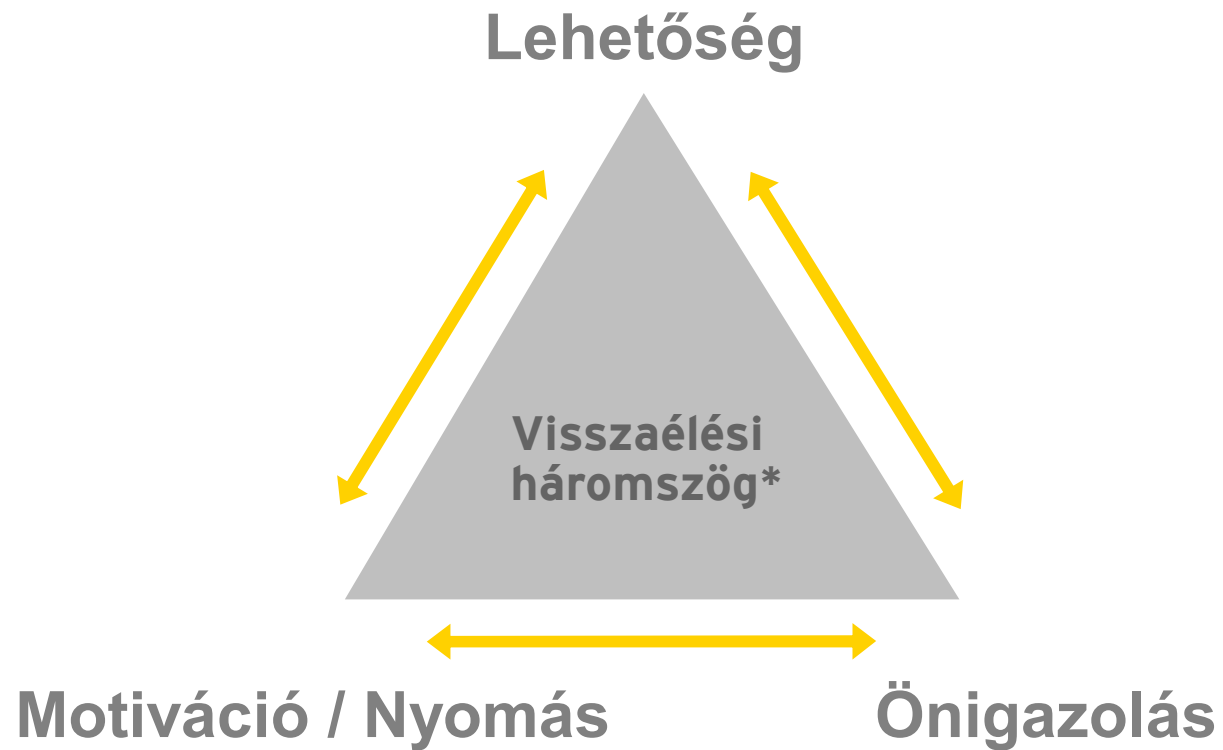 Lehetőség
Visszaélési
háromszög*
Motiváció / Nyomás
Önigazolás